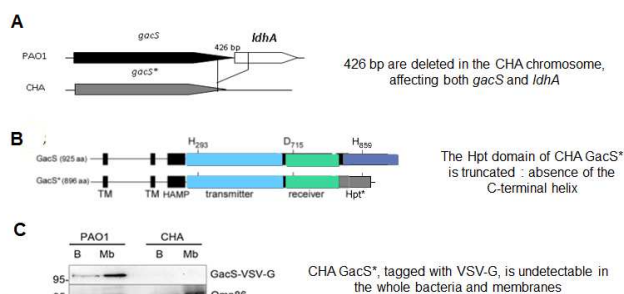 A
gacS
426 bp
ldhA
PAO1
gacS*
CHA
426 bp are deleted in the CHA chromosome,
affecting both gacS and ldhA
B
;
H293
D715
H859
GacS (925 aa)
GacS* (896 aa)
TM
TM
HAMP
transmitter
receiver
Hpt*
The Hpt domain of CHA GacS*
is truncated : absence of the
C-terminal helix
C
PAO1
CHA
B
Mb
B
Mb
GacS-VSV-G
95-
CHA GacS*, tagged with VSV-G, is undetectable in
the whole bacteria and membranes